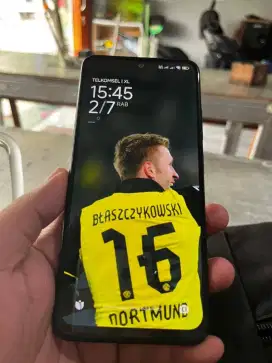 TELKOMSEL | XL
15:45
2/7 RAB
BŁASZCZYKOWSKI
16
DORTMUND